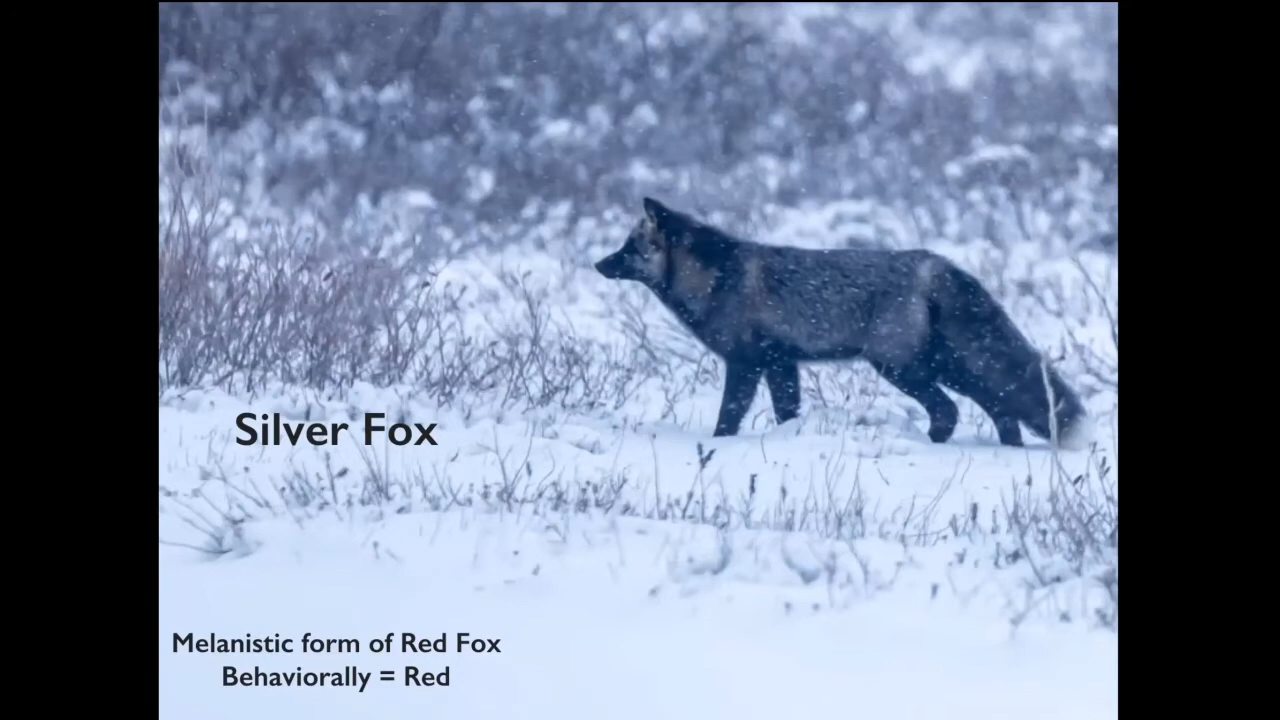 Silver Fox
Melanistic form of Red Fox
Behaviorally = Red